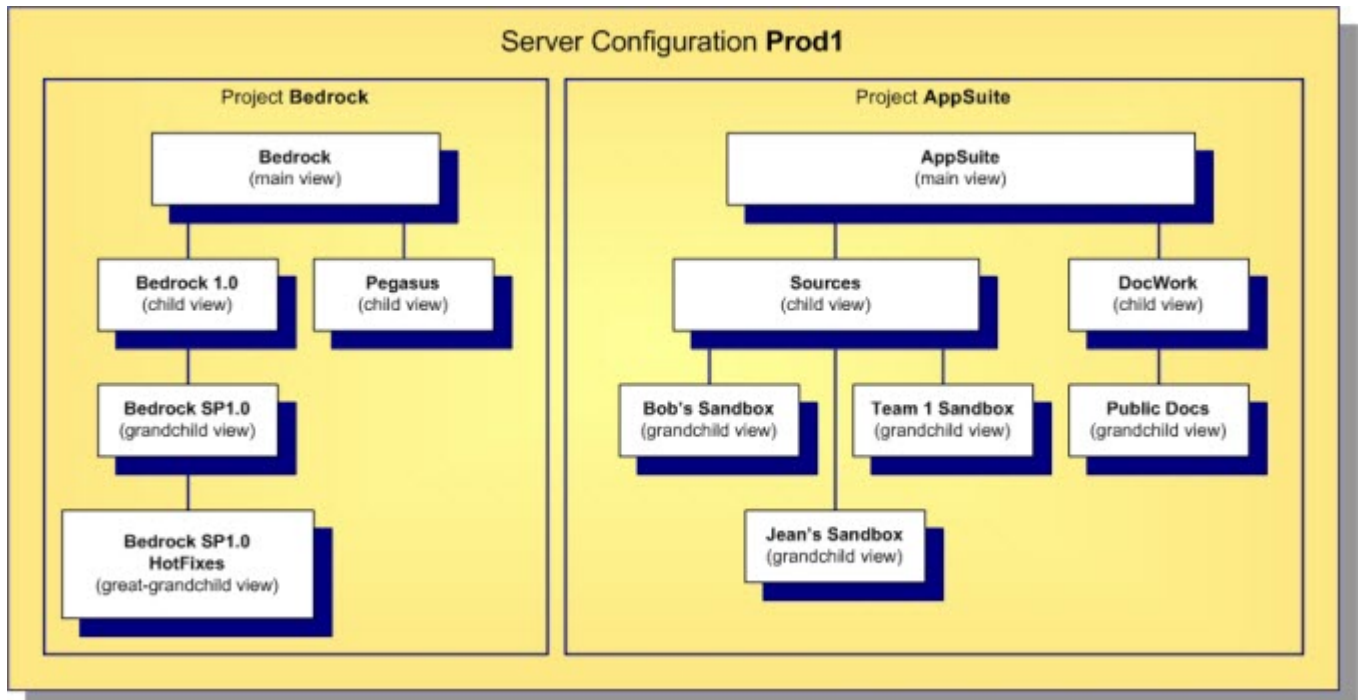 Server Configuration Prod1
Project Bedrock
Bedrock
(main view)
Bedrock 1.0
(child view)
Pegasus
(child view)
Bedrock SP1.0
(grandchild view)
Bedrock SP1.0
HotFixes
(great-grandchild view)
Project AppSuite
AppSuite
(main view)
Sources
(child view)
DocWork
(child view)
Bob's Sandbox
(grandchild view)
Team 1 Sandbox
(grandchild view)
Public Docs
(grandchild view)
Jean's Sandbox
(grandchild view)